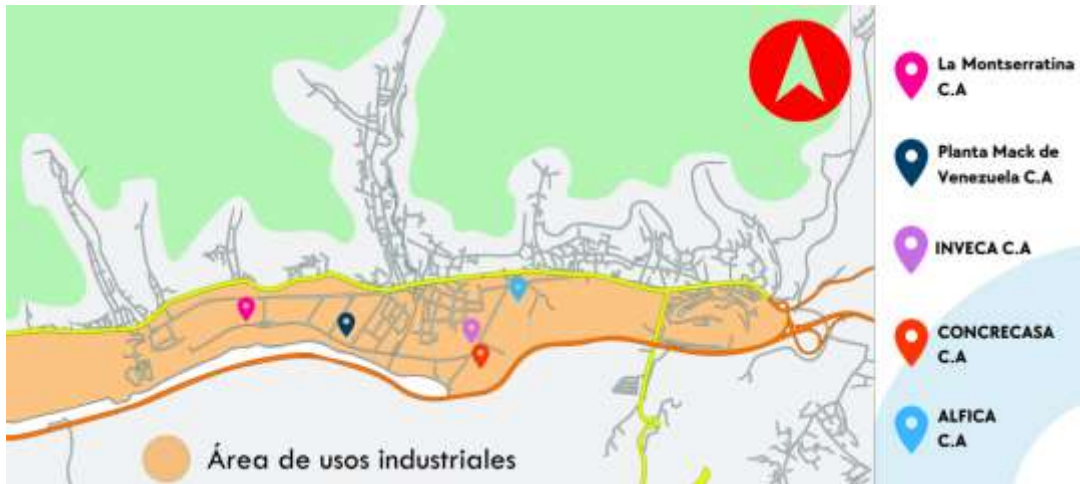 La Montserratina
C.A
Planta Mack de
Venezuela C.A
INVECA C.A
CONCRECASA
C.A
ALFICA
C.A
Área de usos industriales